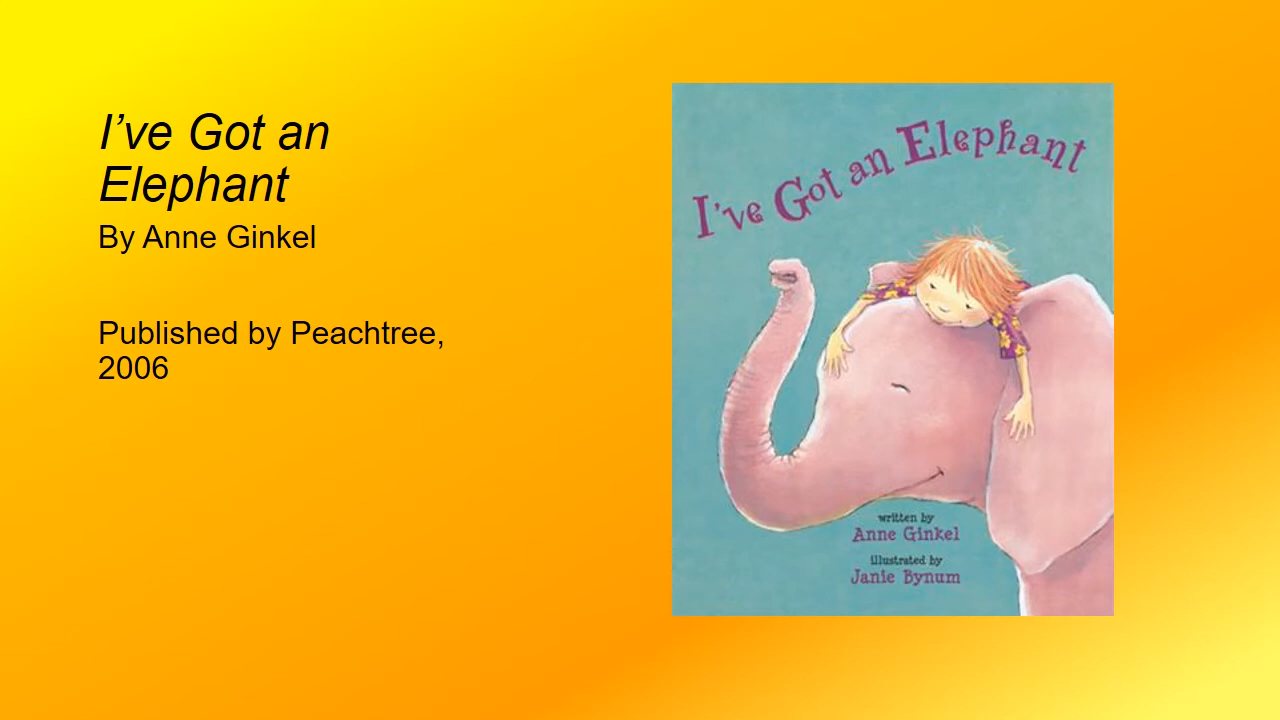 I’ve Got an
Elephant
By Anne Ginkel
Published by Peachtree,
2006
I've Got an Elephant
written by
Anne Ginkel
illustrated by
Janie Bynum